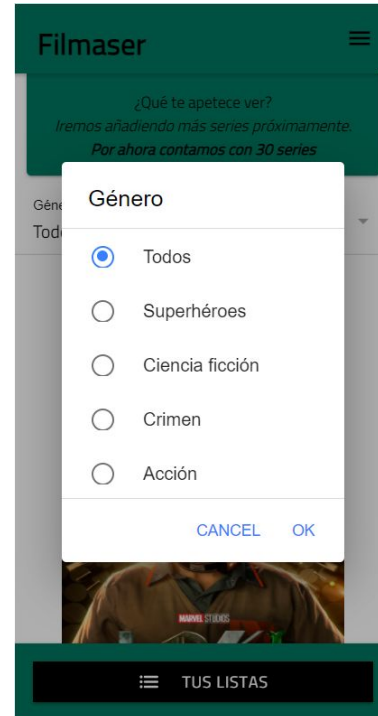 Filmaser
¿Qué te apetece ver?
Iremos añadiendo más series próximamente.
Por ahora contamos con 30 series
Género
Todos
Superhéroes
Ciencia ficción
Crimen
Acción
CANCEL OK
MARVEL STUDIOS
TUS LISTAS